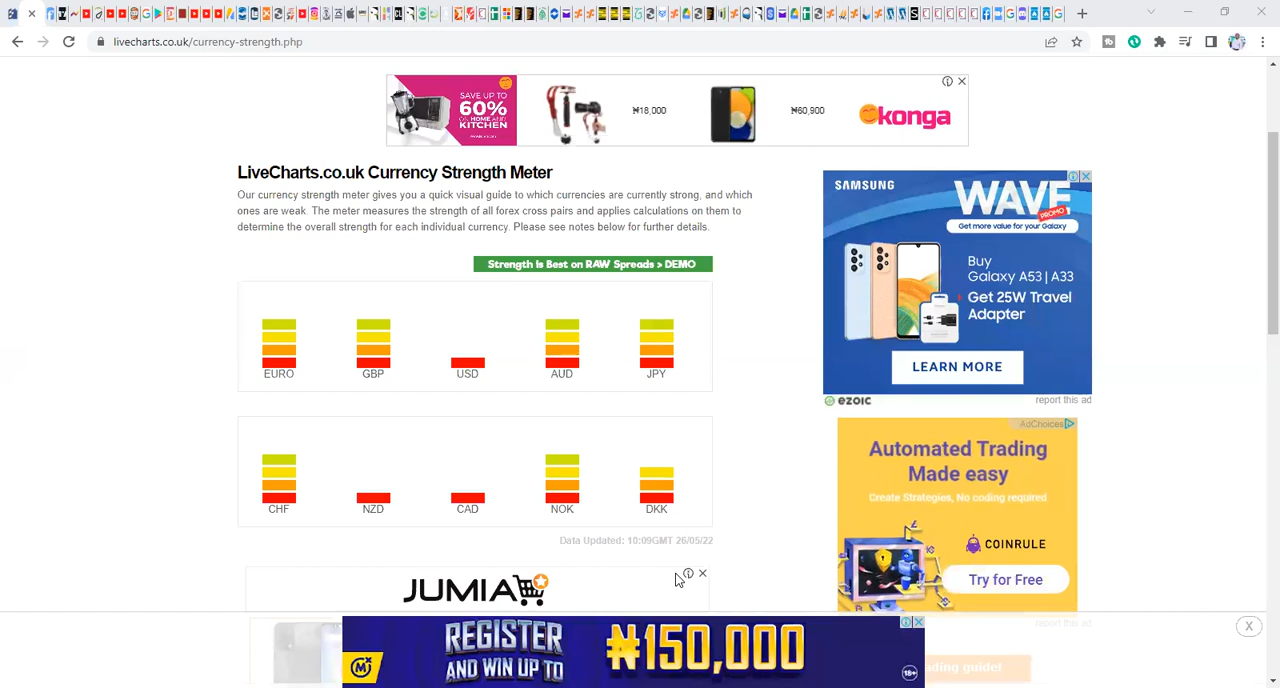 livecharts.co.uk/currency-strength.php
SAVE UP TO
60%
ON HOME AND
KITCHEN
₦18,000
₦60,900
konga
LiveCharts.co.uk Currency Strength Meter
Our currency strength meter gives you a quick visual guide to which currencies are currently strong, and which
ones are weak. The meter measures the strength of all forex cross pairs and applies calculations on them to
determine the overall strength for each individual currency. Please see notes below for further details.
Strength Is Best on RAW Spreads > DEMO
EURO
GBP
USD
AUD
JPY
CHF
NZD
CAD
NOK
DKK
Data Updated: 10:09GMT 26/05/22
SAMSUNG
WAVE
PROMO
Get more value for your Galaxy
Buy
Galaxy A53 | A33
+ Get 25W Travel
Adapter
LEARN MORE
ezoic
report this ad
AdChoices
Automated Trading
Made easy
Create Strategies, No coding required
COINRULE
Try for Free
report this ad
JUMIA
REGISTER
AND WIN UP TO
₦150,000
18+
X
ading guide!